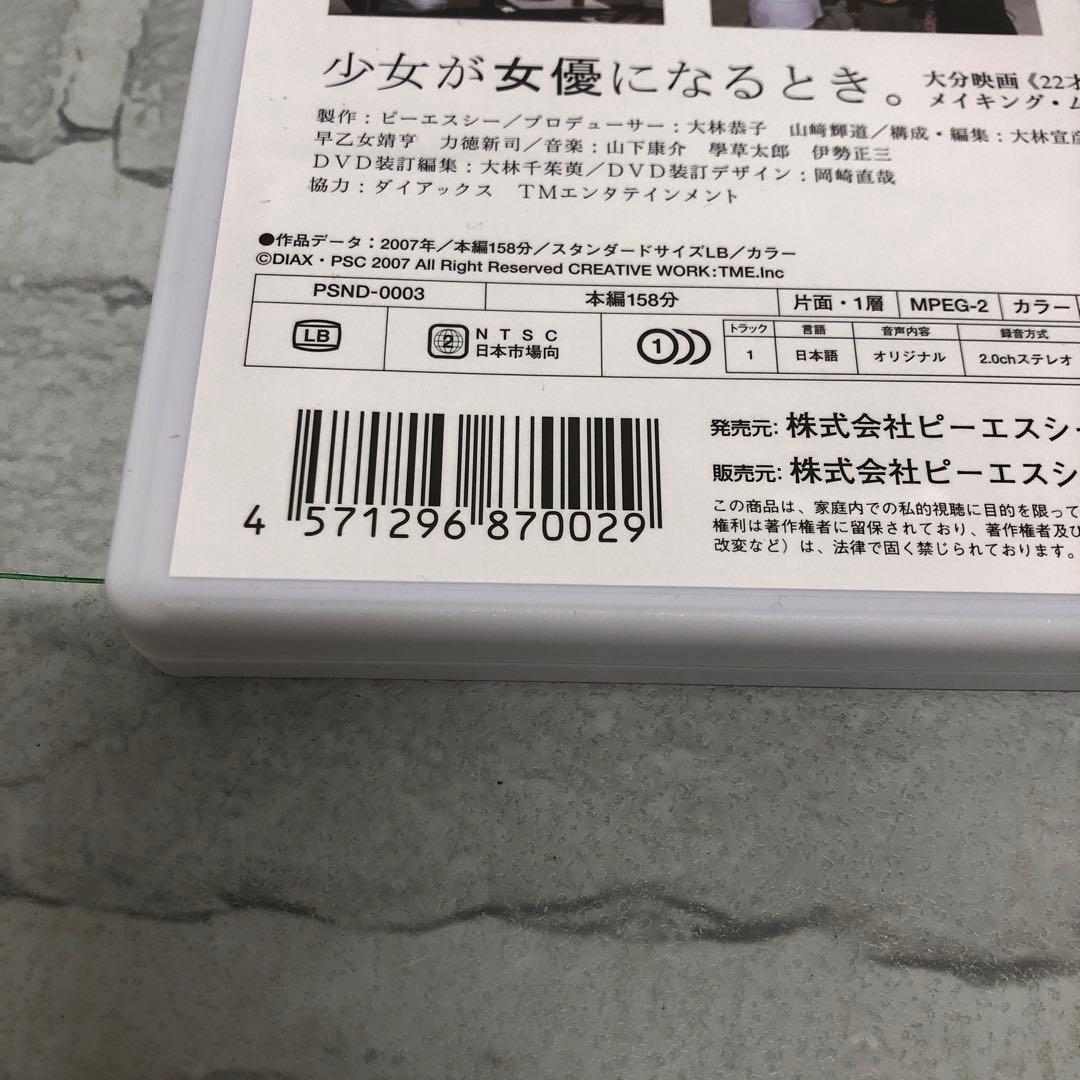 少女が女優になるとき。
大分映画《22才
メイキング・ム
製作：ピーエスシー／プロデューサー：大林恭子 山﨑輝道／構成・編集：大林宣彦
早乙女靖亨 力徳新司／音楽：山下康介 學草太郎 伊勢正三
DVD装訂編集：大林千茱萸／DVD装訂デザイン：岡崎直哉
協力：ダイアックス TMエンタテインメント
●作品データ：2007年／本編158分／スタンダードサイズLB／カラー
©DIAX・PSC 2007 All Right Reserved CREATIVE WORK:TME.Inc
PSND-0003 本編158分 片面・1層 MPEG-2 カラー
LB 2 NTSC 日本市場向 1
トラック 言語 音声内容 録音方式
1 日本語 オリジナル 2.0chステレオ
4 571296 870029
発売元: 株式会社ピーエスシー
販売元: 株式会社ピーエスシ
この商品は、家庭内での私的視聴に目的を限って
権利は著作権者に留保されており、著作権者及び
改変など）は、法律で固く禁じられております。